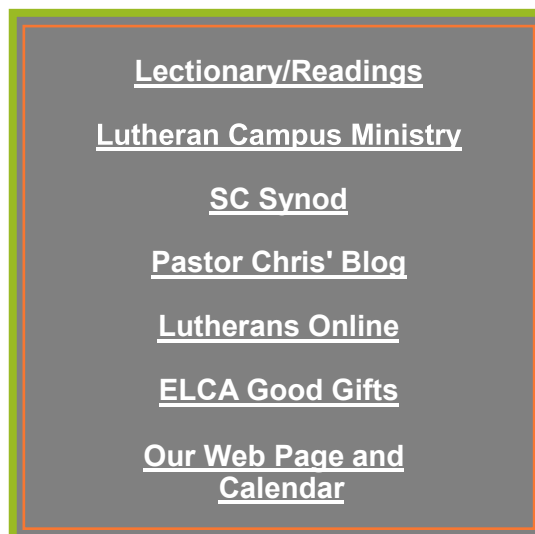 Lectionary/Readings
Lutheran Campus Ministry
SC Synod
Pastor Chris' Blog
Lutherans Online
ELCA Good Gifts
Our Web Page and
Calendar